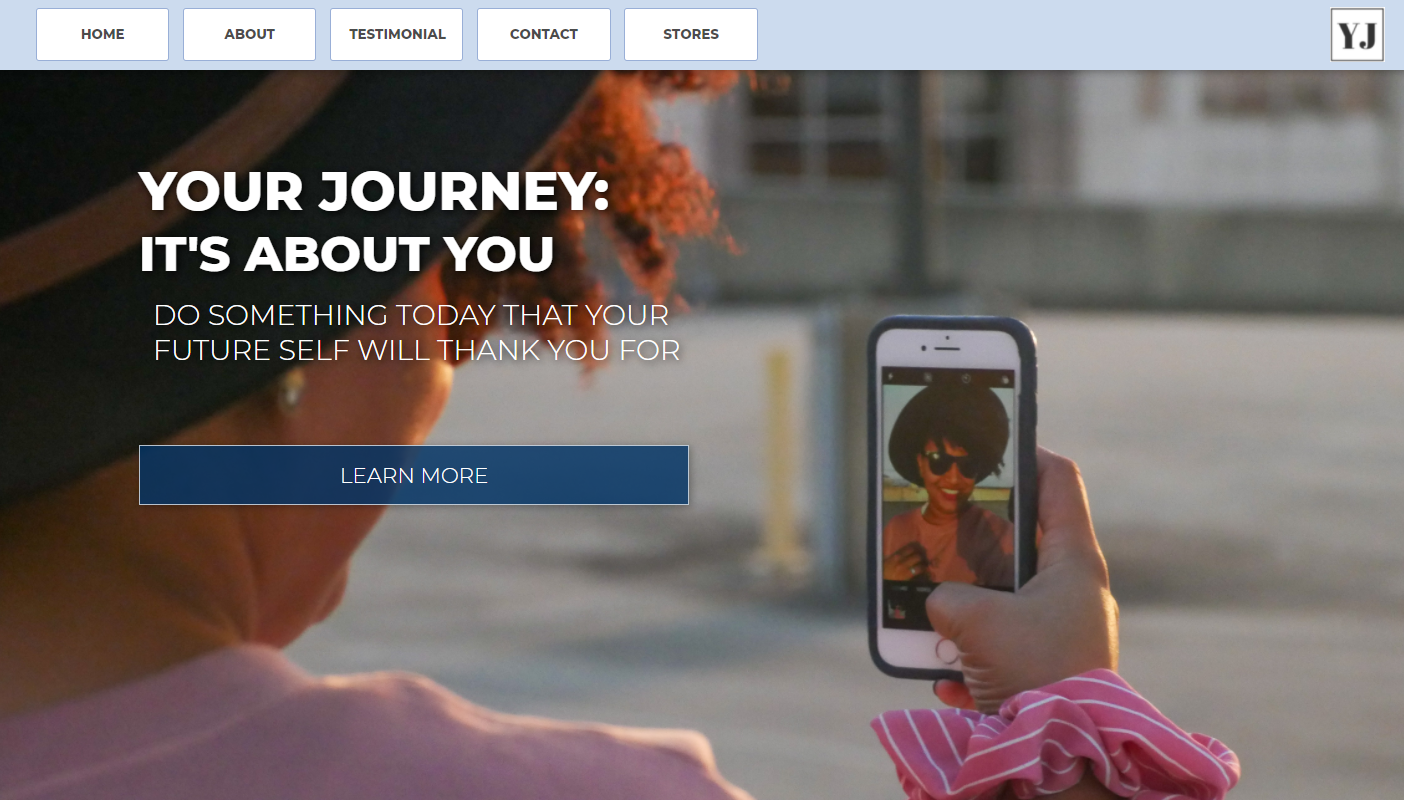 HOME
ABOUT
TESTIMONIAL
CONTACT
STORES
YJ
YOUR JOURNEY:
IT'S ABOUT YOU
DO SOMETHING TODAY THAT YOUR
FUTURE SELF WILL THANK YOU FOR
LEARN MORE